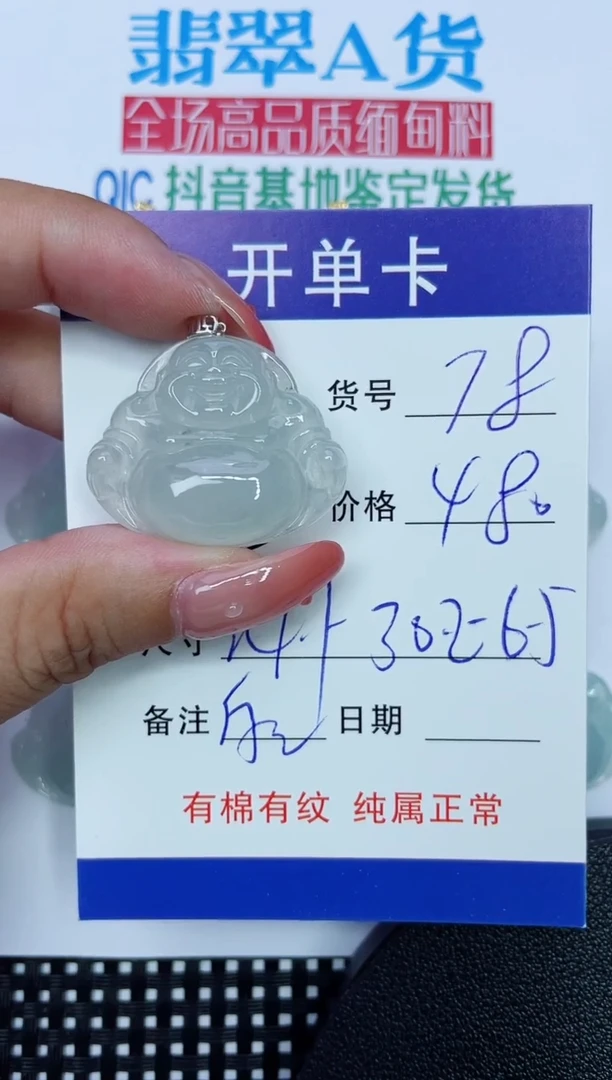 翡翠A货
全场高品质缅甸料
QIC 抖音基地鉴定发货
开单卡
货号 78
价格 480
尺寸
备注 日期
有棉有纹 纯属正常